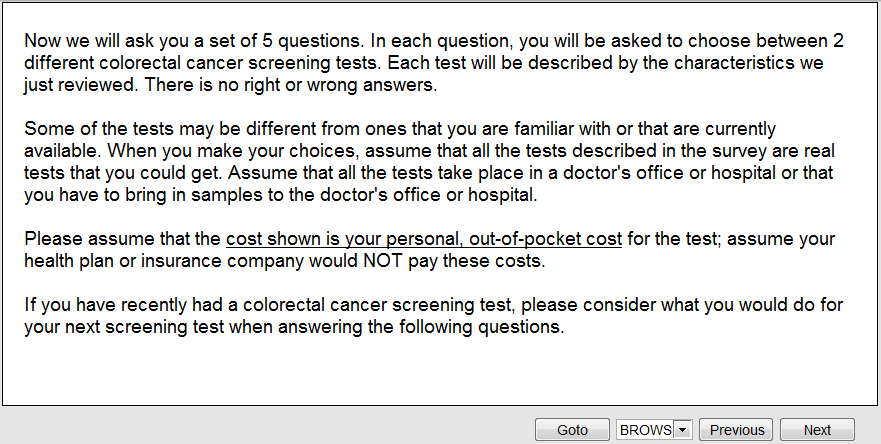 Now we will ask you a set of 5 questions. In each question, you will be asked to choose between 2
different colorectal cancer screening tests. Each test will be described by the characteristics we
just reviewed. There is no right or wrong answers.
Some of the tests may be different from ones that you are familiar with or that are currently
available. When you make your choices, assume that all the tests described in the survey are real
tests that you could get. Assume that all the tests take place in a doctor's office or hospital or that
you have to bring in samples to the doctor's office or hospital.
Please assume that the cost shown is your personal, out-of-pocket cost for the test; assume your
health plan or insurance company would NOT pay these costs.
If you have recently had a colorectal cancer screening test, please consider what you would do for
your next screening test when answering the following questions.
Goto BROWS Previous Next